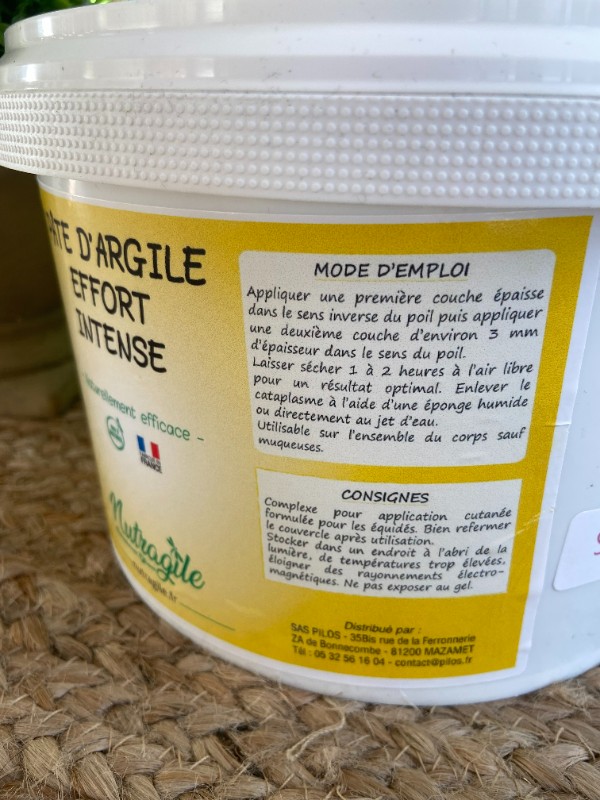 D'ARGILE
EFFORT
INTENSE
efficace -
FRANCE
Nutragile
MODE D'EMPLOI
Appliquer une première couche épaisse
dans le sens inverse du poil puis appliquer
une deuxième couche d'environ 3 mm
d'épaisseur dans le sens du poil.
Laisser sécher 1 à 2 heures à l'air libre
pour un résultat optimal. Enlever le
cataplasme à l'aide d'une éponge humide
ou directement au jet d'eau.
Utilisable sur l'ensemble du corps sauf
muqueuses.
CONSIGNES
Complexe pour application cutanée
formulée pour les équidés. Bien refermer
le couvercle après utilisation.
Stocker dans un endroit à l'abri de la
lumière, de températures trop élevées,
éloigner des rayonnements électro-
magnétiques. Ne pas exposer au gel.
Distribué par :
SAS PILOS - 35Bis rue de la Ferronnerie
ZA de Bonnecombe - 81200 MAZAMET
Tél : 05 32 56 16 04 - contact@pilos.fr